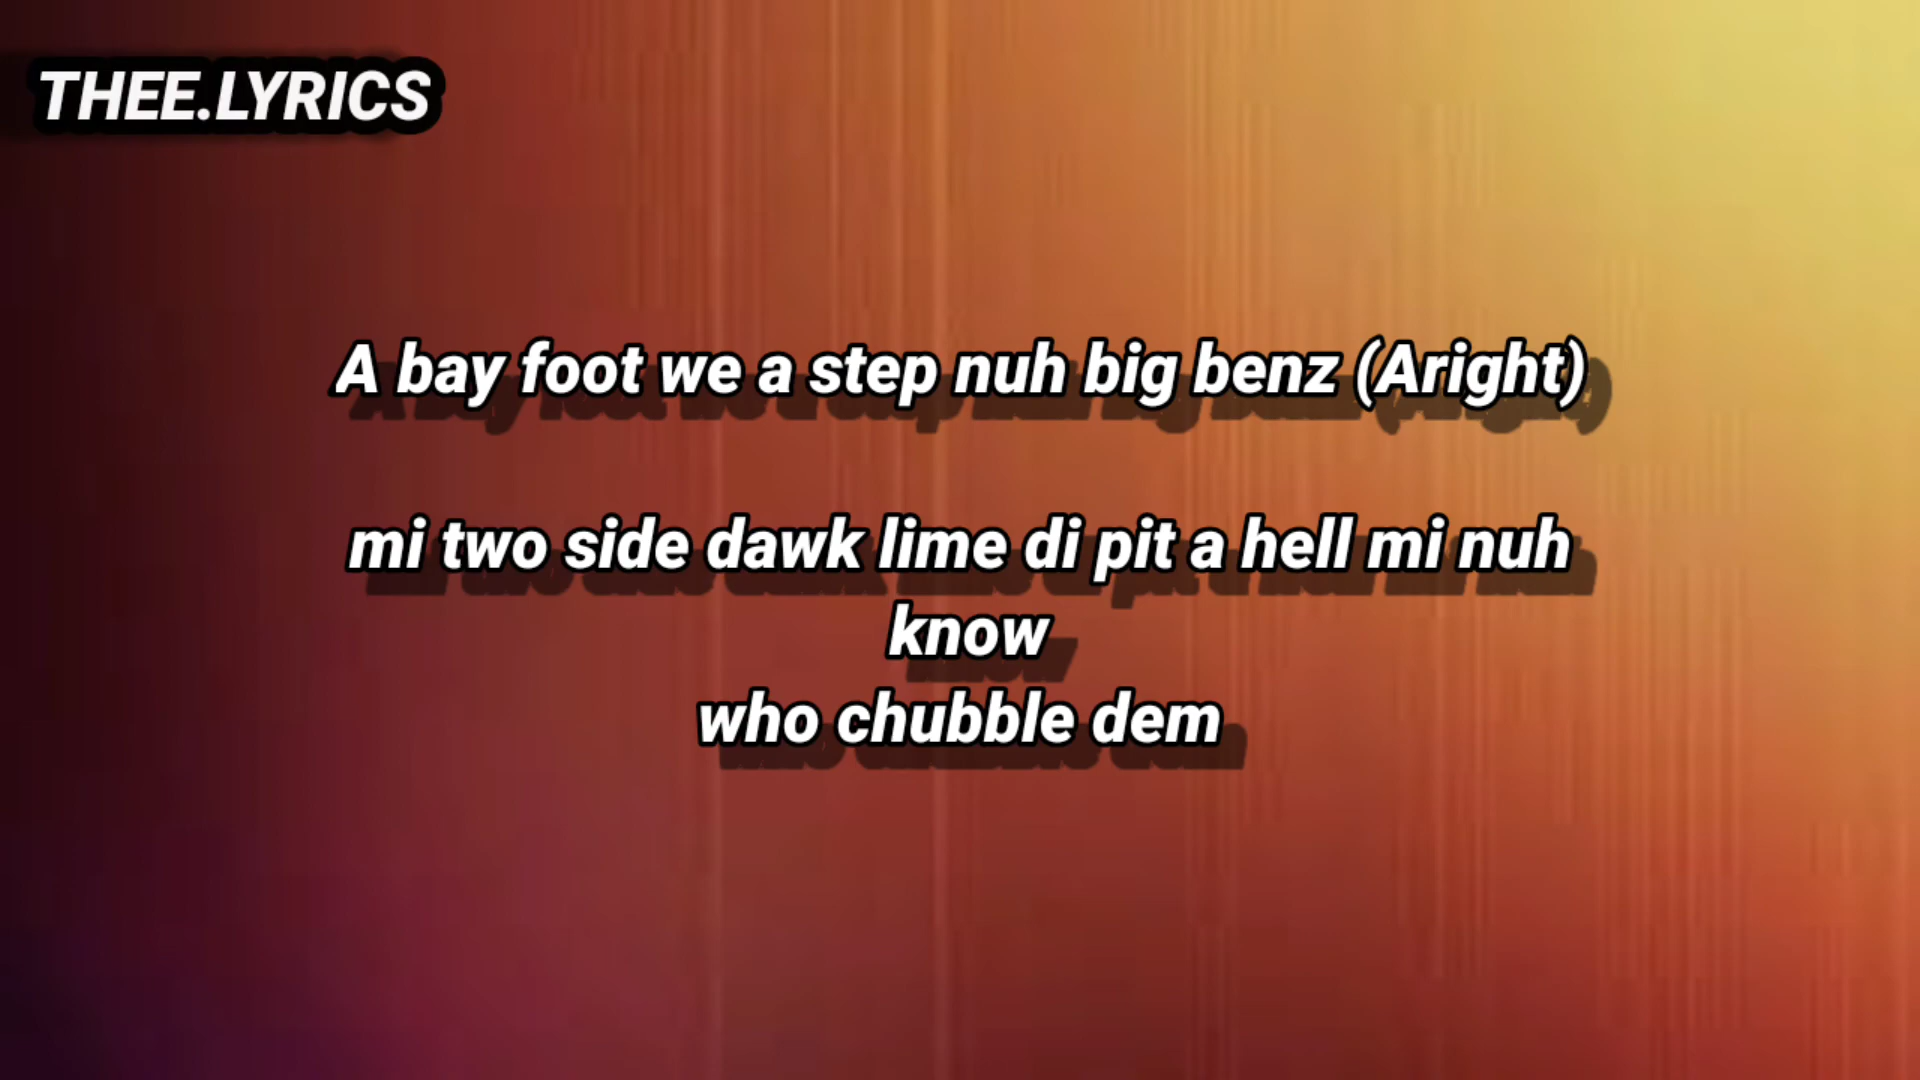 THEE.LYRICS
A bay foot we a step nuh big benz (Aright)
mi two side dawk lime di pit a hell mi nuh
know
who chubble dem